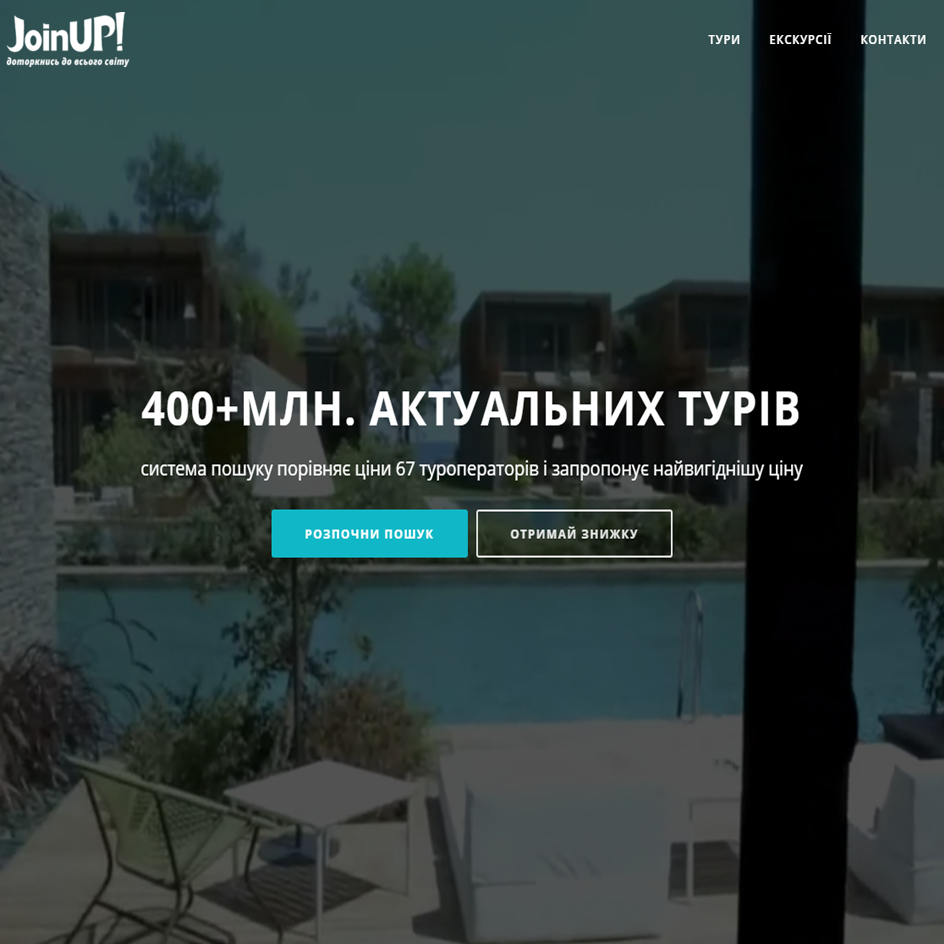 JoinUP!
доторкнись до всього світу
ТУРИ ЕКСКУРСІЇ КОНТАКТИ
400+МЛН. АКТУАЛЬНИХ ТУРІВ
система пошуку порівняє ціни 67 туроператорів і запропонує найвигіднішу ціну
РОЗПОЧНИ ПОШУК ОТРИМАЙ ЗНИЖКУ